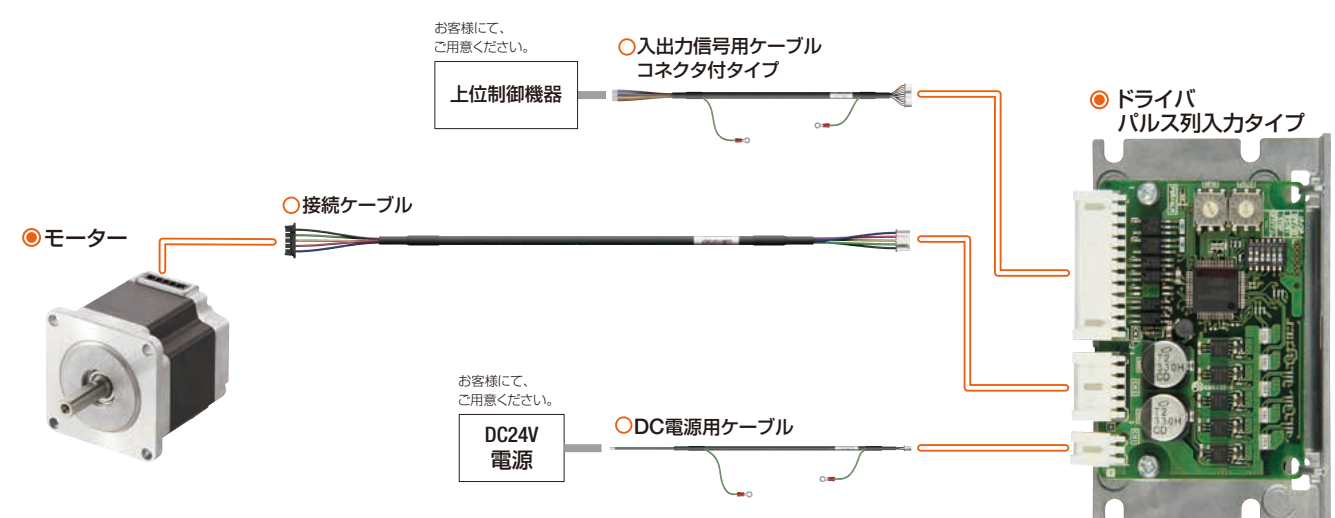 お客様にて、
ご用意ください。
上位制御機器
○入出力信号用ケーブル
コネクタ付タイプ
◉ドライバ
パルス列入力タイプ
○接続ケーブル
◉モーター
お客様にて、
ご用意ください。
DC24V
電源
○DC電源用ケーブル
330H
CD
330H
CD